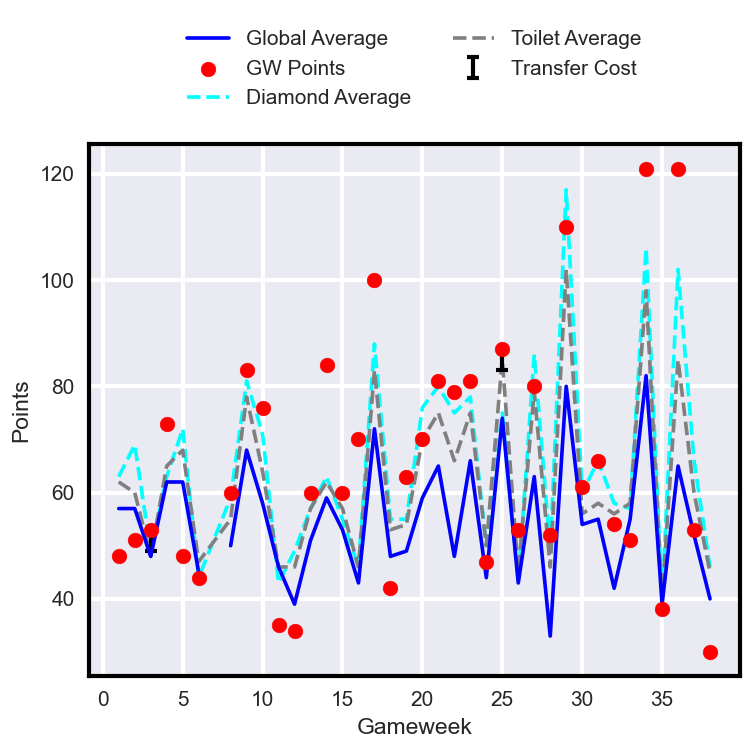 Global Average
GW Points
Diamond Average
Toilet Average
Transfer Cost
120
100
80
60
40
Points
0 5 10 15 20 25 30 35
Gameweek